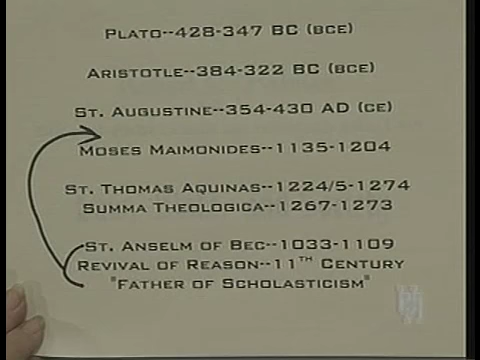 PLATO--428-347 BC (BCE)
ARISTOTLE--384-322 BC (BCE)
ST. AUGUSTINE--354-430 AD (CE)
MOSES MAIMONIDES--1135-1204
ST. THOMAS AQUINAS--1224/5-1274
SUMMA THEOLOGICA--1267-1273
ST. ANSELM OF BEC--1033-1109
REVIVAL OF REASON--11TH CENTURY
"FATHER OF SCHOLASTICISM"